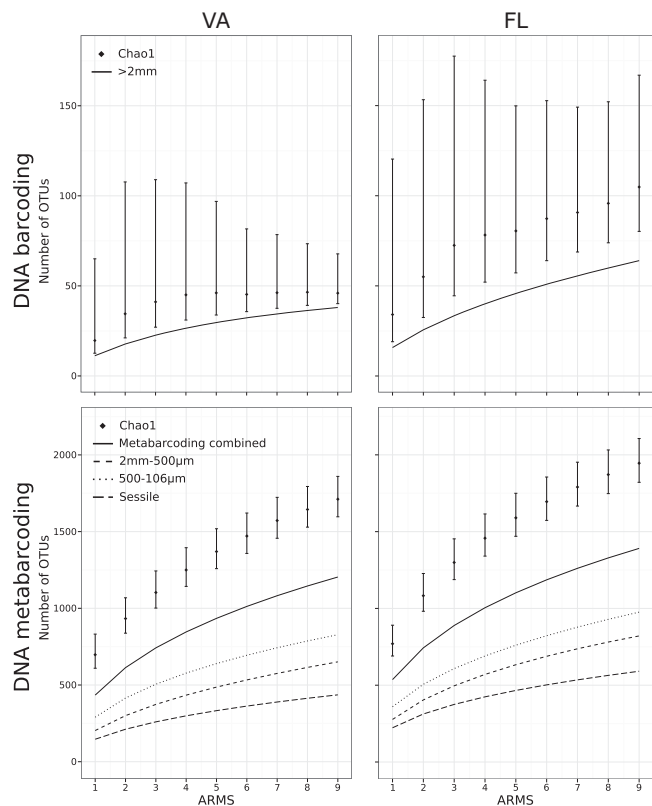 VA FL
DNA barcoding
Number of OTUs
Chao1
>2mm
150
100
50
0
DNA metabarcoding
Number of OTUs
Chao1
Metabarcoding combined
2mm-500µm
500-106µm
Sessile
2000
1500
1000
500
0
1 2 3 4 5 6 7 8 9 1 2 3 4 5 6 7 8 9
ARMS ARMS